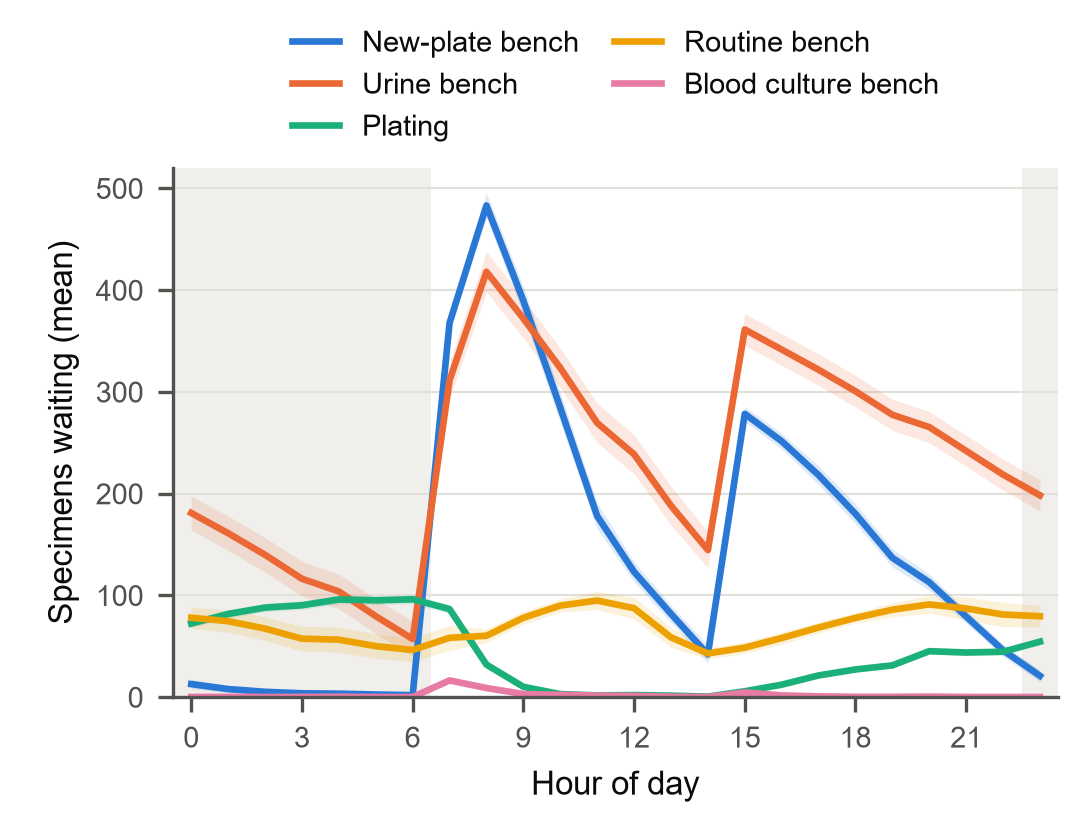 New-plate bench
Urine bench
Plating
Routine bench
Blood culture bench
Specimens waiting (mean)
500
400
300
200
100
0
0 3 6 9 12 15 18 21
Hour of day